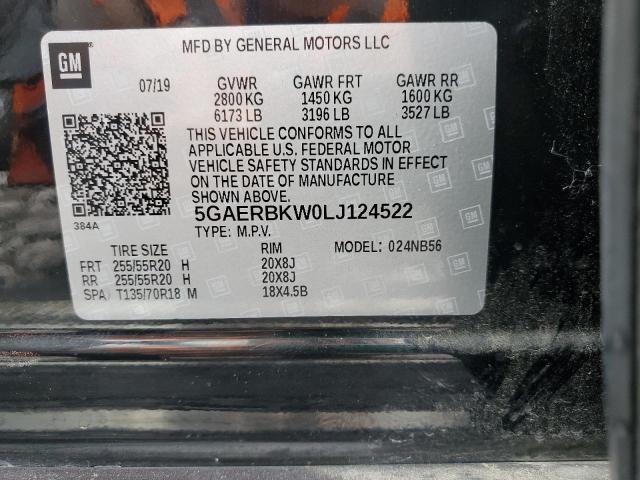 GM
MFD BY GENERAL MOTORS LLC
07/19 GVWR GAWR FRT GAWR RR
2800 KG 1450 KG 1600 KG
6173 LB 3196 LB 3527 LB
THIS VEHICLE CONFORMS TO ALL
APPLICABLE U.S. FEDERAL MOTOR
VEHICLE SAFETY STANDARDS IN EFFECT
ON THE DATE OF MANUFACTURE
SHOWN ABOVE.
384A
5GAERBKW0LJ124522
TYPE: M.P.V. MODEL: 024NB56
TIRE SIZE RIM
FRT 255/55R20 H 20X8J
RR 255/55R20 H 20X8J
SPA T135/70R18 M 18X4.5B